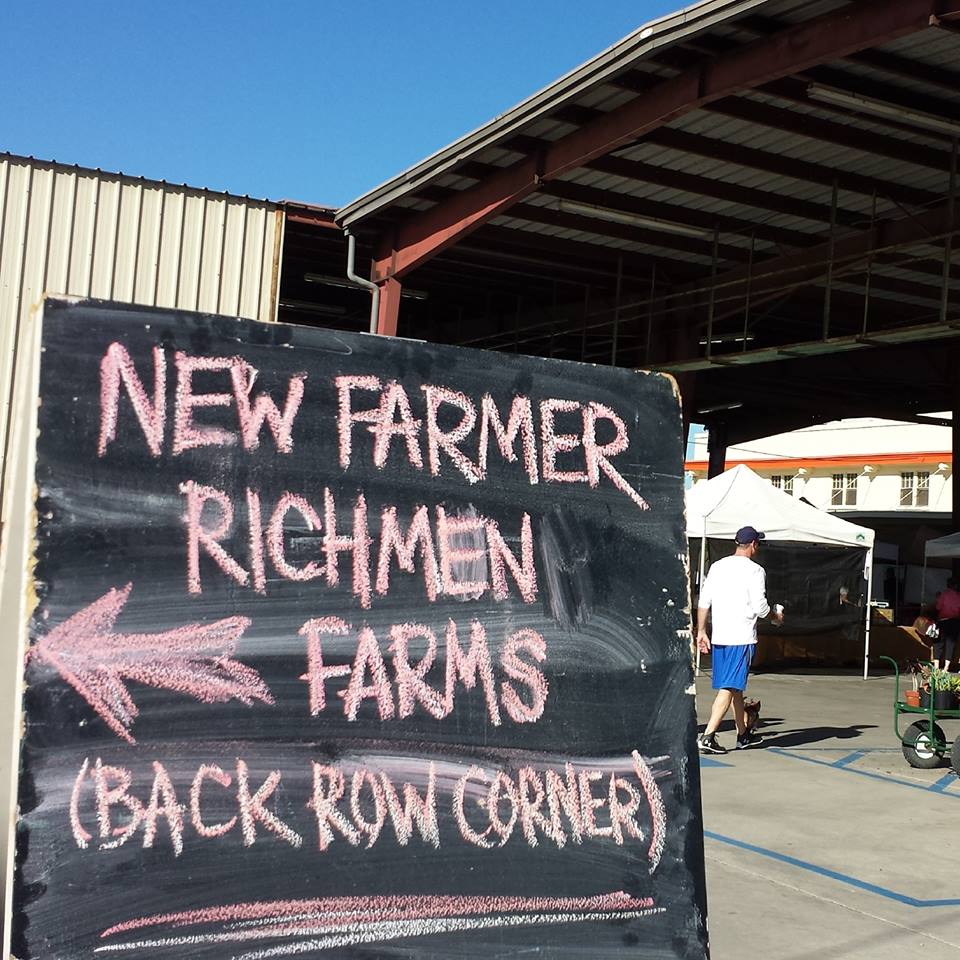 NEW FARMER
RICHMEN
FARMS
(BACK ROW CORNER)